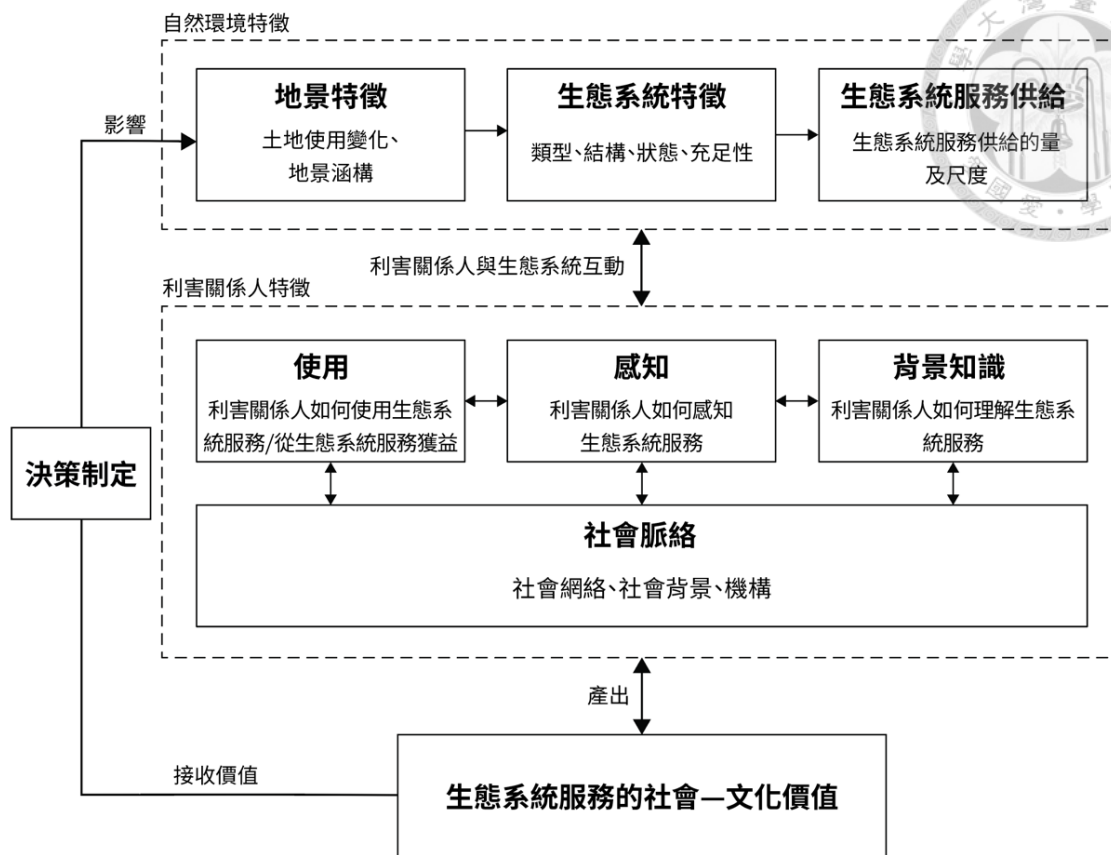 自然環境特徵
地景特徵
土地使用變化、
地景涵構
生態系統特徵
類型、結構、狀態、充足性
生態系統服務供給
生態系統服務供給的量
及尺度
影響
利害關係人與生態系統互動
利害關係人特徵
使用
利害關係人如何使用生態系
統服務/從生態系統服務獲益
感知
利害關係人如何感知
生態系統服務
背景知識
利害關係人如何理解生態系
統服務
決策制定
社會脈絡
社會網絡、社會背景、機構
產出
接收價值
生態系統服務的社會—文化價值